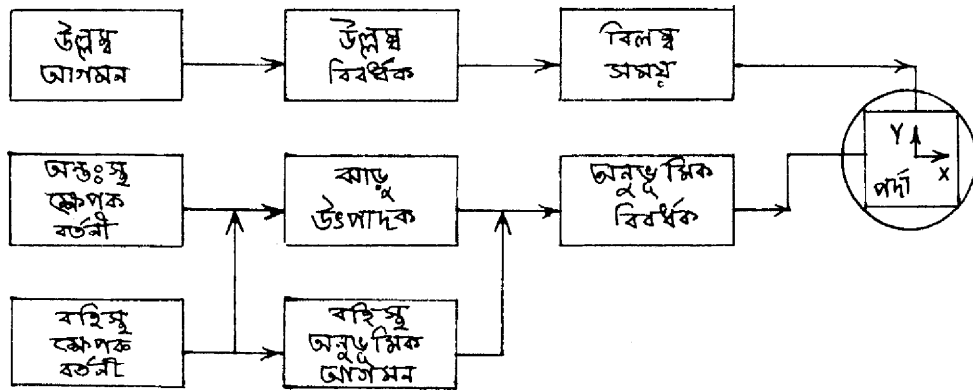 উল্লম্ব
আগমন
উল্লম্ব
বিবর্ধক
বিলম্ব
সময়
Y
X
পর্দা
অন্তঃস্থ
ক্ষেপক
বর্তনী
ঝাড়ু
উৎপাদক
অনুভূমিক
বিবর্ধক
বহিস্থ
ক্ষেপক
বর্তনী
বহিস্থ
অনুভূমিক
আগমন